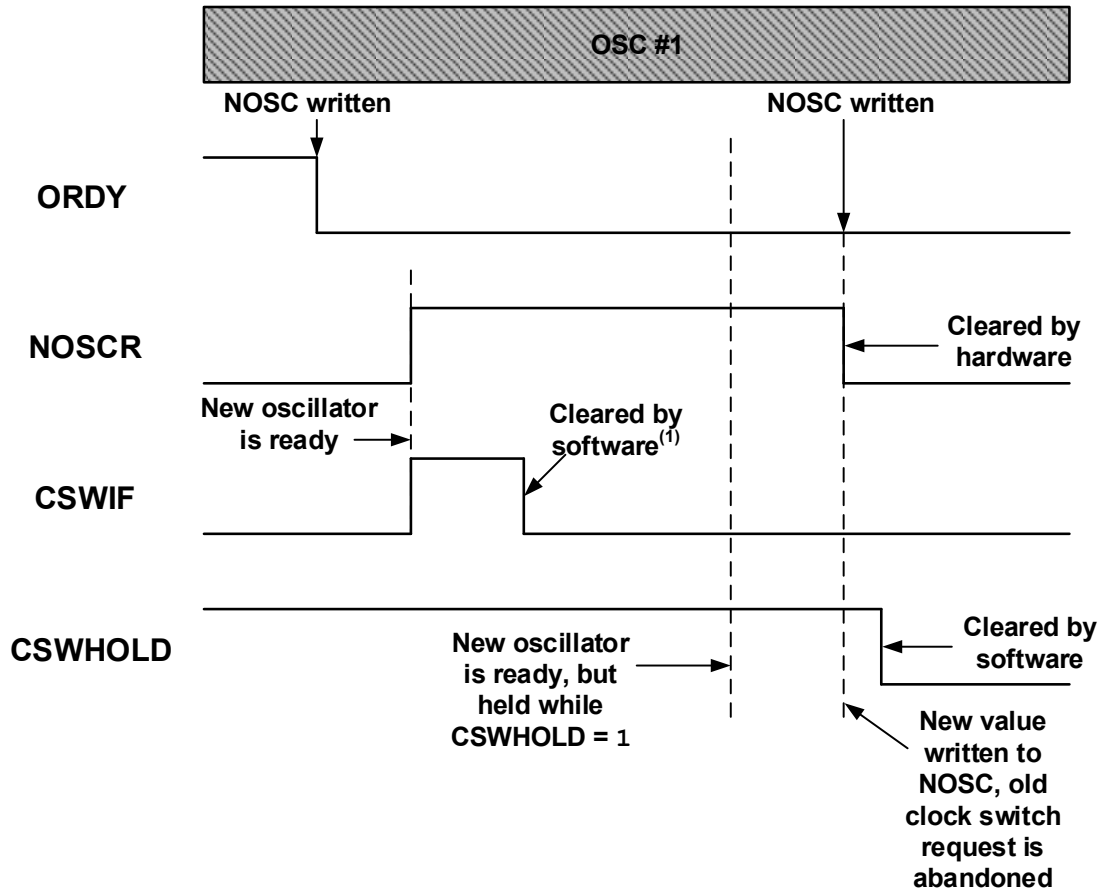 OSC #1
NOSC written
NOSC written
ORDY
NOSCR
Cleared by
hardware
New oscillator
is ready
Cleared by
software(1)
CSWIF
CSWHOLD
New oscillator
is ready, but
held while
CSWHOLD = 1
Cleared by
software
New value
written to
NOSC, old
clock switch
request is
abandoned